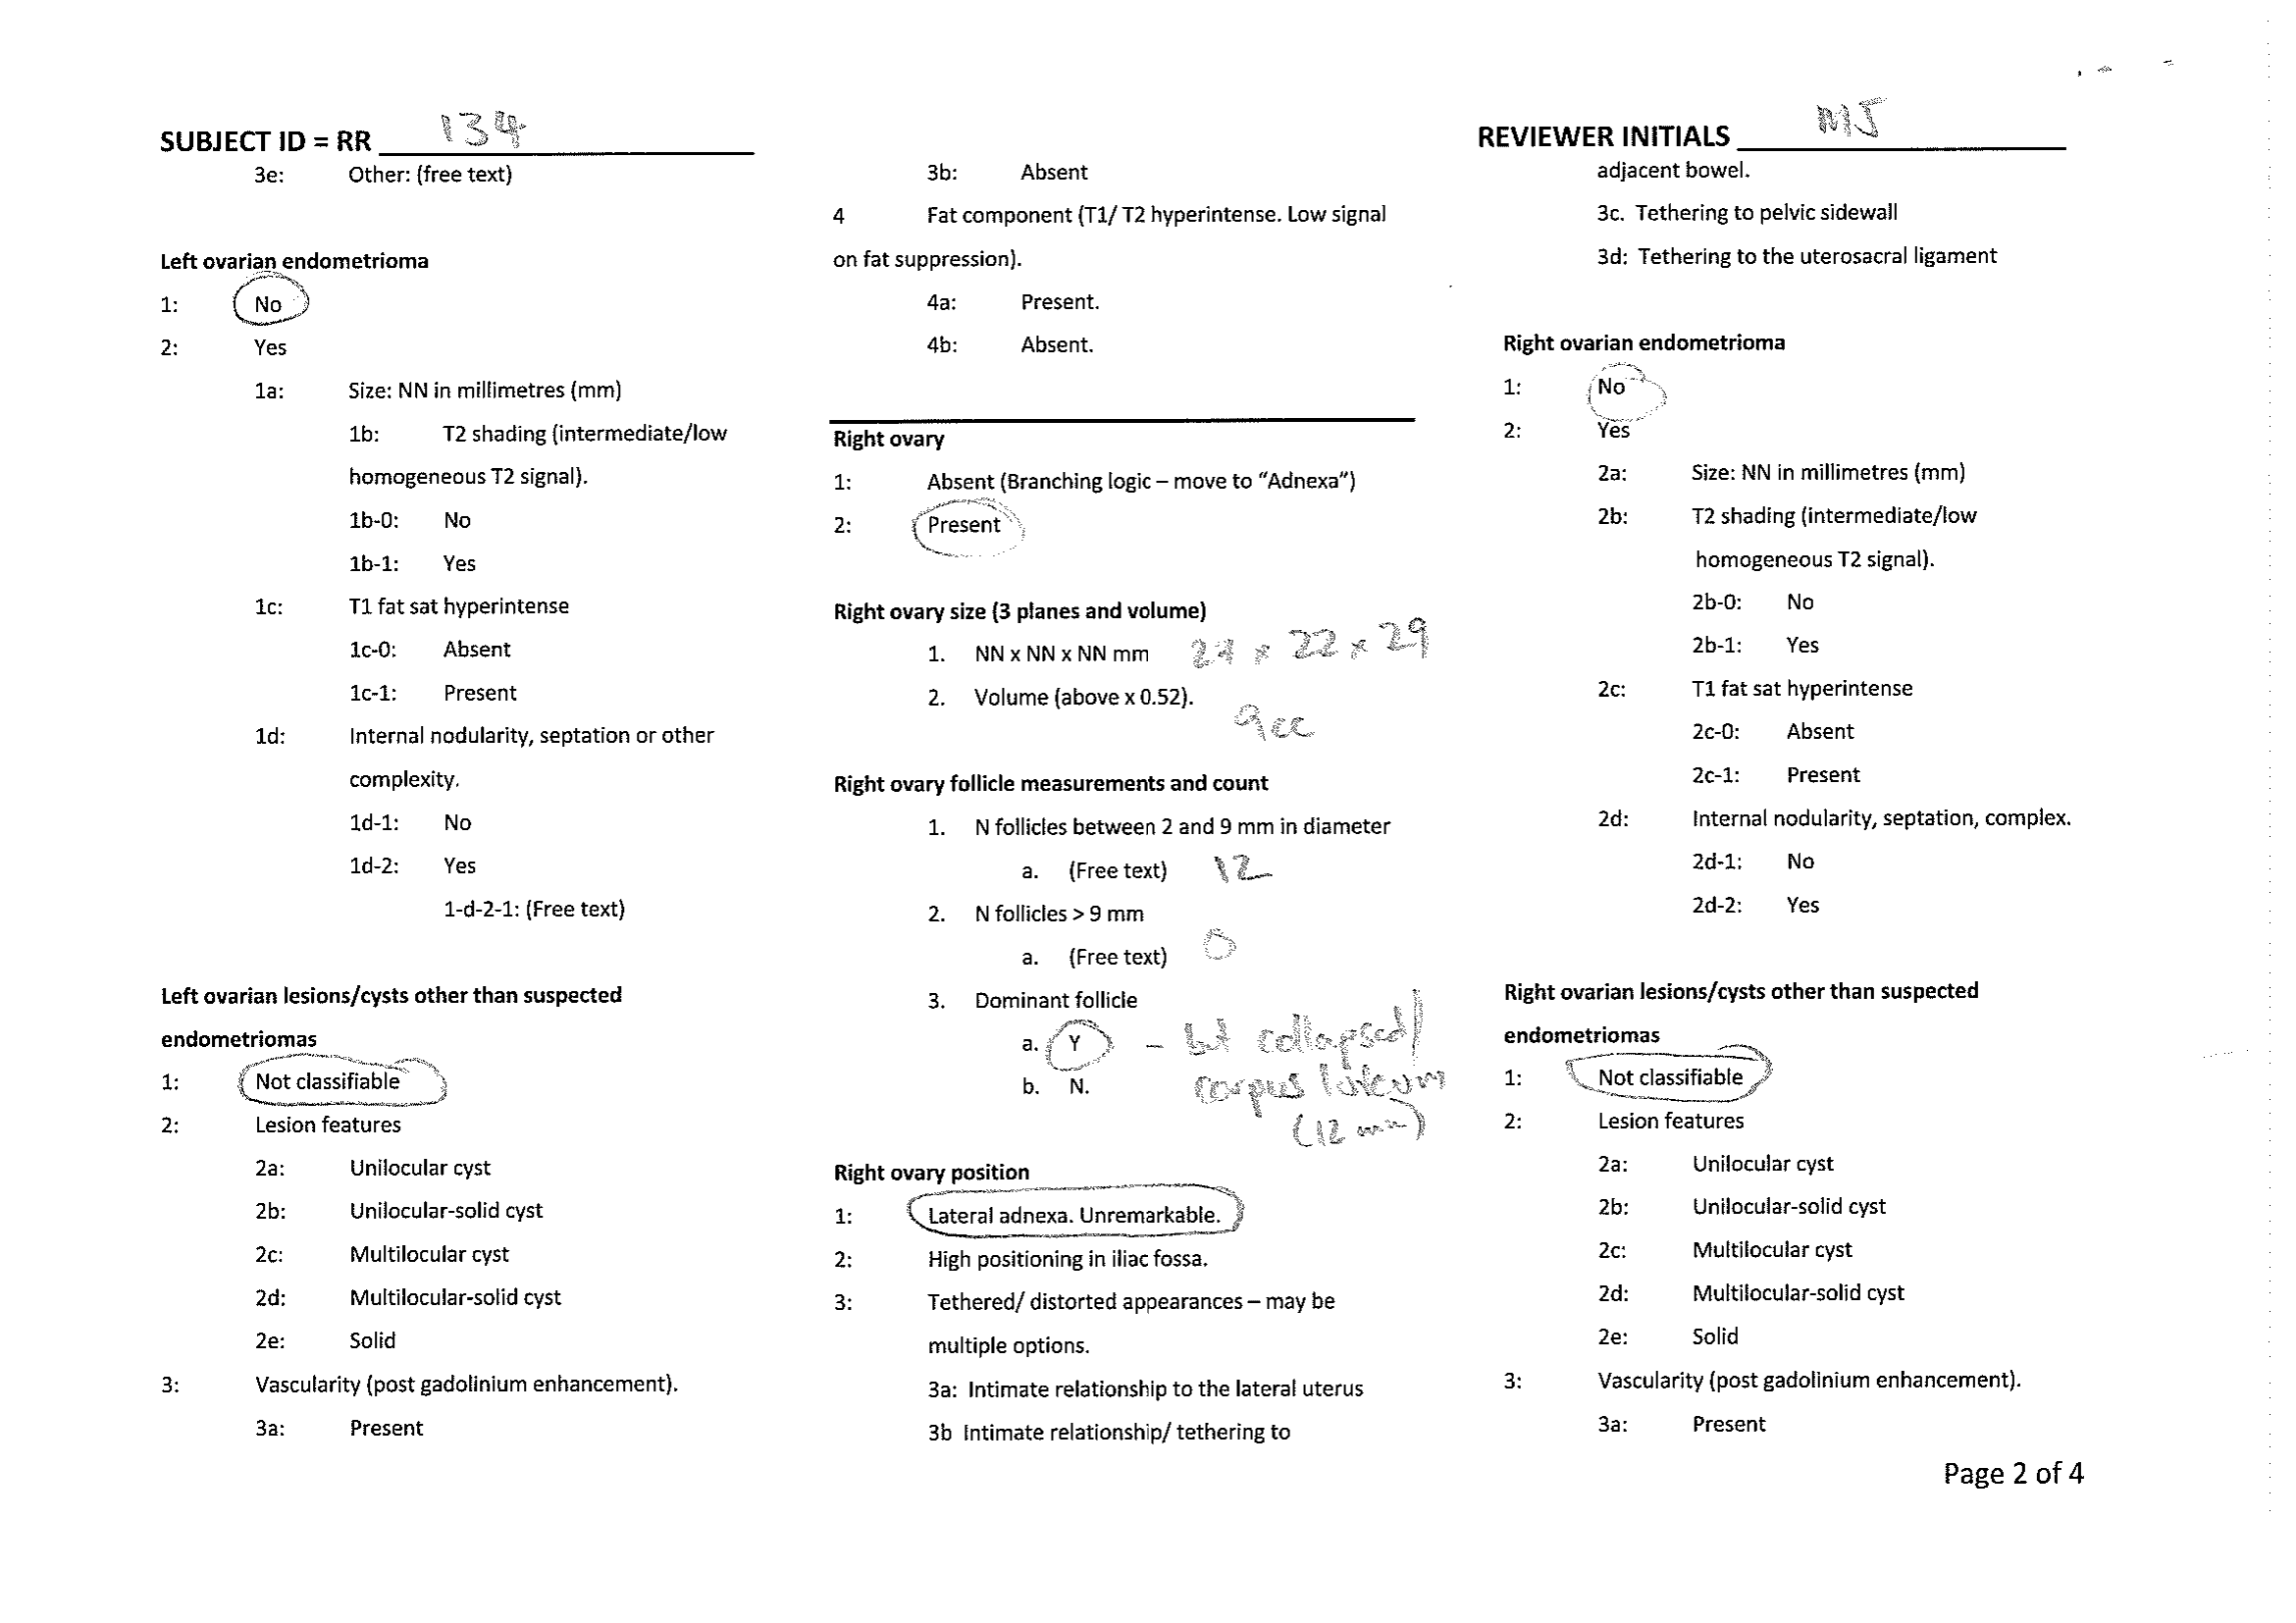 SUBJECT ID = RR 134
3e: Other: (free text)
Left ovarian endometrioma
1: No
2: Yes
1a: Size: NN in millimetres (mm)
1b: T2 shading (intermediate/low
homogeneous T2 signal).
1b-0: No
1b-1: Yes
1c: T1 fat sat hyperintense
1c-0: Absent
1c-1: Present
1d: Internal nodularity, septation or other
complexity.
1d-1: No
1d-2: Yes
1-d-2-1: (Free text)
Left ovarian lesions/cysts other than suspected
endometriomas
1: Not classifiable
2: Lesion features
2a: Unilocular cyst
2b: Unilocular-solid cyst
2c: Multilocular cyst
2d: Multilocular-solid cyst
2e: Solid
3: Vascularity (post gadolinium enhancement).
3a: Present
3b: Absent
4 Fat component (T1/ T2 hyperintense. Low signal
on fat suppression).
4a: Present.
4b: Absent.
Right ovary
1: Absent (Branching logic – move to “Adnexa”)
2: Present
Right ovary size (3 planes and volume)
1. NN x NN x NN mm x 22 x 29
2. Volume (above x 0.52).
9cc
Right ovary follicle measurements and count
1. N follicles between 2 and 9 mm in diameter
a. (Free text) 12
2. N follicles > 9 mm
a. (Free text) 0
3. Dominant follicle
a. Y – but collapsed/
b. N. corpus luteum
(12 mm)
Right ovary position
1: Lateral adnexa. Unremarkable.
2: High positioning in iliac fossa.
3: Tethered/ distorted appearances – may be
multiple options.
3a: Intimate relationship to the lateral uterus
3b Intimate relationship/ tethering to
REVIEWER INITIALS MJ
adjacent bowel.
3c. Tethering to pelvic sidewall
3d: Tethering to the uterosacral ligament
Right ovarian endometrioma
1: No
2: Yes
2a: Size: NN in millimetres (mm)
2b: T2 shading (intermediate/low
homogeneous T2 signal).
2b-0: No
2b-1: Yes
2c: T1 fat sat hyperintense
2c-0: Absent
2c-1: Present
2d: Internal nodularity, septation, complex.
2d-1: No
2d-2: Yes
Right ovarian lesions/cysts other than suspected
endometriomas
1: Not classifiable
2: Lesion features
2a: Unilocular cyst
2b: Unilocular-solid cyst
2c: Multilocular cyst
2d: Multilocular-solid cyst
2e: Solid
3: Vascularity (post gadolinium enhancement).
3a: Present
Page 2 of 4